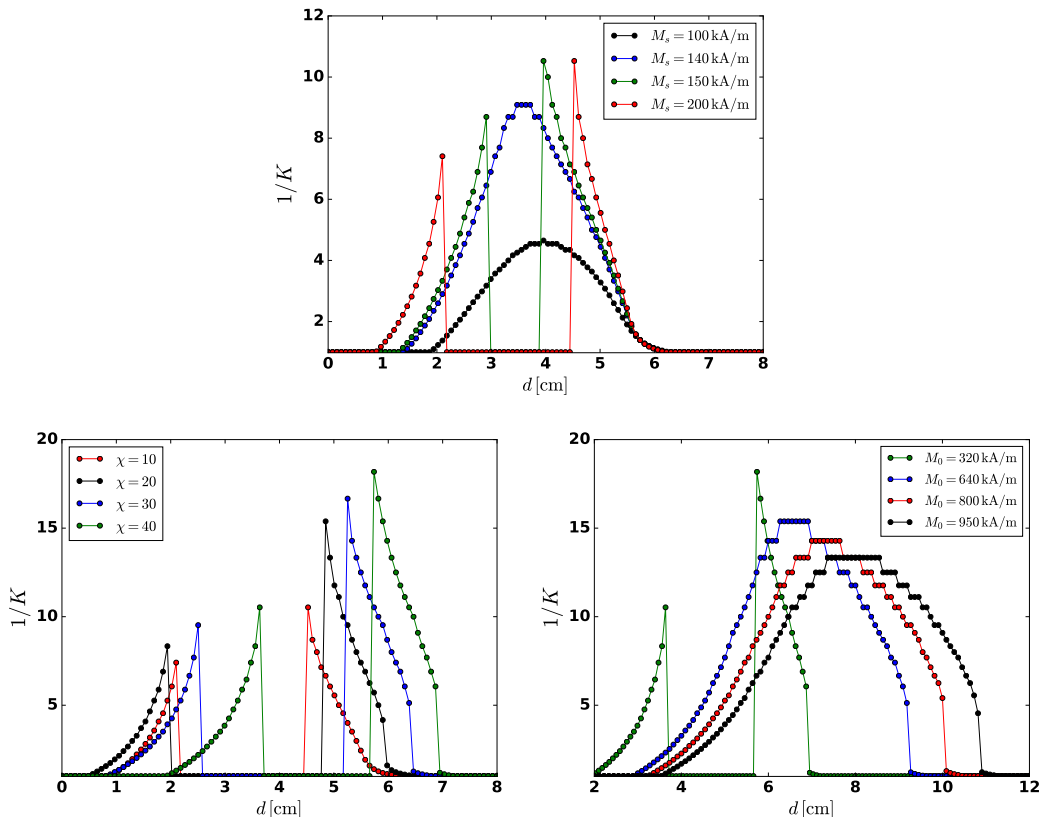 12
10
8
6
4
2
1/K
0 1 2 3 4 5 6 7 8
d [cm]
M_s = 100 kA/m
M_s = 140 kA/m
M_s = 150 kA/m
M_s = 200 kA/m
20
15
10
5
1/K
0 1 2 3 4 5 6 7 8
d [cm]
χ = 10
χ = 20
χ = 30
χ = 40
20
15
10
5
1/K
2 4 6 8 10 12
d [cm]
M_0 = 320 kA/m
M_0 = 640 kA/m
M_0 = 800 kA/m
M_0 = 950 kA/m